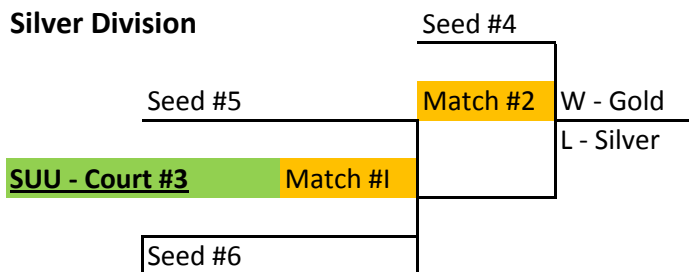 Silver Division
Seed #4
Seed #5
Match #2
W - Gold
L - Silver
SUU - Court #3
Match #I
Seed #6